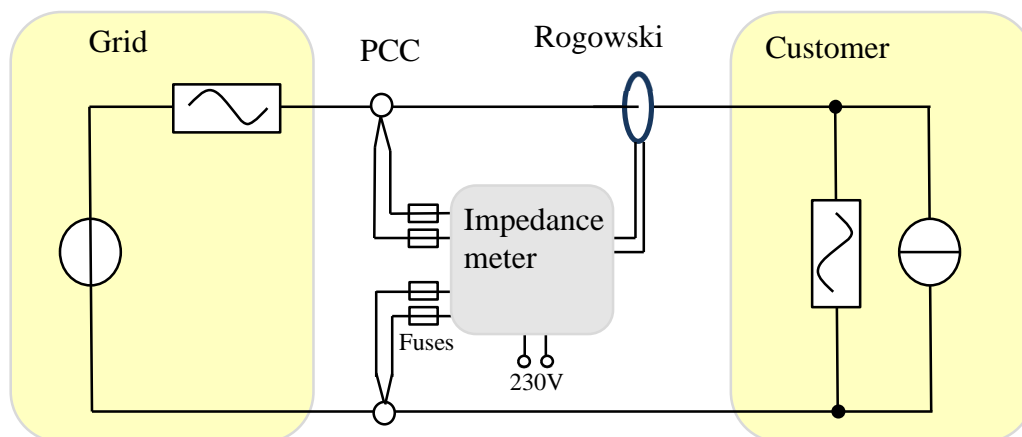 Grid
PCC
Rogowski
Customer
Impedance
meter
Fuses
230V